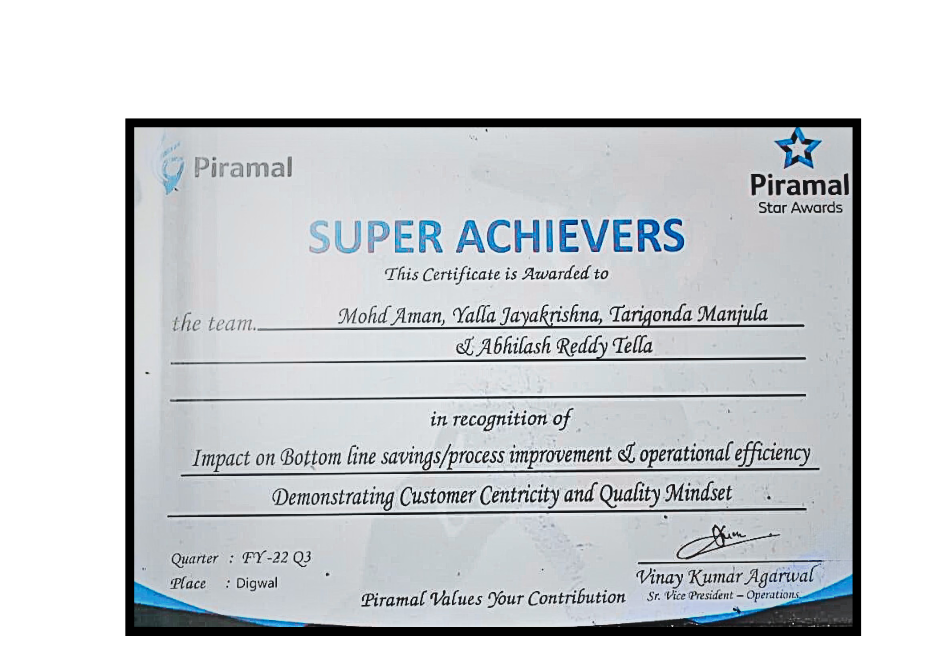 Piramal
Piramal
Star Awards
SUPER ACHIEVERS
This Certificate is Awarded to
the team. Mohd Aman, Yalla Jayakrishna, Tarigonda Manjula
& Abhilash Reddy Tella
in recognition of
Impact on Bottom line savings/process improvement & operational efficiency
Demonstrating Customer Centricity and Quality Mindset
Quarter : FY-22 Q3
Place : Digwal
Piramal Values Your Contribution
Vinay Kumar Agarwal
Sr. Vice President – Operations